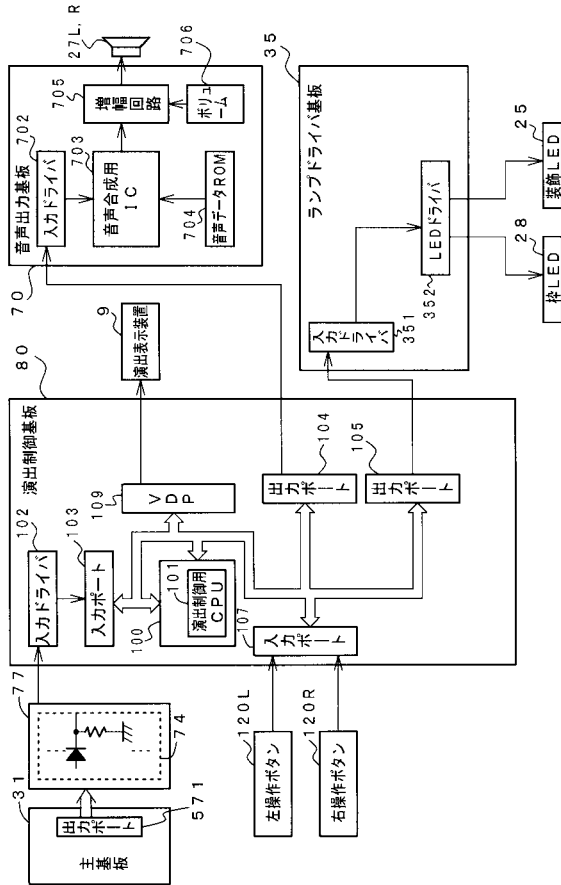 31
主基板
出力ポート
571
77
74
80
演出制御基板
102
入力ドライバ
103
入力ポート
100
101
演出制御用
CPU
109
VDP
107
入力ポート
104
出力ポート
105
出力ポート
120L
左操作ボタン
120R
右操作ボタン
9
演出表示装置
70
音声出力基板
702
入力ドライバ
703
音声合成用
IC
704
音声データROM
705
増幅
回路
706
ボリュ
ーム
27L,R
35
ランプドライバ基板
351
入力
ドライバ
352
LEDドライバ
28
枠LED
25
装飾LED